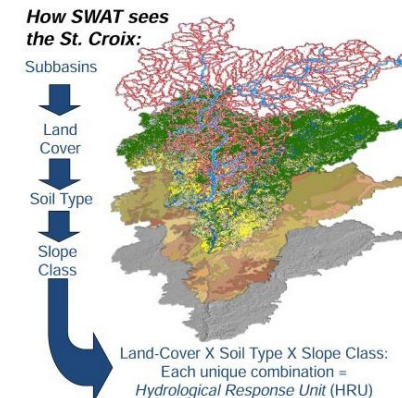 How SWAT sees
the St. Croix:
Subbasins
Land
Cover
Soil Type
Slope
Class
Land-Cover X Soil Type X Slope Class:
Each unique combination =
Hydrological Response Unit (HRU)